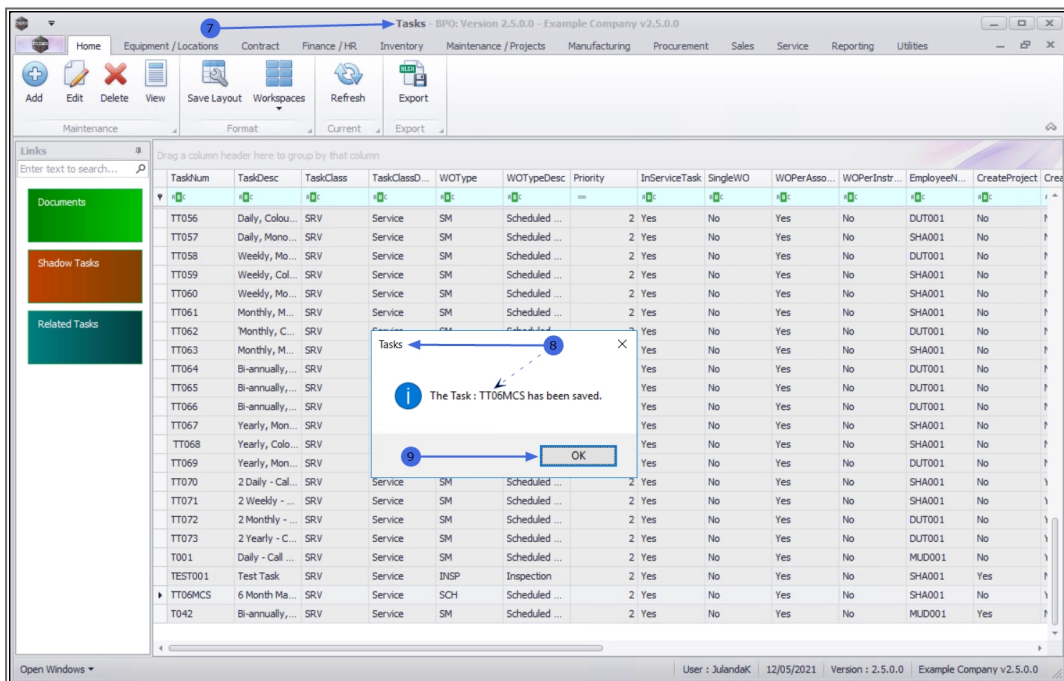 7
Tasks - BPO: Version 2.5.0.0 - Example Company v2.5.0.0
Home Equipment / Locations Contract Finance / HR Inventory Maintenance / Projects Manufacturing Procurement Sales Service Reporting Utilities
Add Edit Delete View Save Layout Workspaces Refresh Export
Maintenance Format Current Export
Links
Enter text to search...
Documents
Shadow Tasks
Related Tasks
Drag a column header here to group by that column
TaskNum TaskDesc TaskClass TaskClassD... WOType WOTypeDesc Priority InServiceTask SingleWO WOPerAsso... WOPerInstr... EmployeeN... CreateProject Crea
TT056 Daily, Colou... SRV Service SM Scheduled ... 2 Yes No Yes No DUT001 No
TT057 Daily, Mono... SRV Service SM Scheduled ... 2 Yes No Yes No SHA001 No
TT058 Weekly, Mo... SRV Service SM Scheduled ... 2 Yes No Yes No DUT001 No
TT059 Weekly, Col... SRV Service SM Scheduled ... 2 Yes No Yes No SHA001 No
TT060 Weekly, Mo... SRV Service SM Scheduled ... 2 Yes No Yes No SHA001 No
TT061 Monthly, M... SRV Service SM Scheduled ... 2 Yes No Yes No SHA001 No
TT062 'Monthly, C... SRV Service SM Scheduled ... 2 Yes No Yes No DUT001 No
TT063 Monthly, M... SRV Yes No Yes No SHA001 No
TT064 Bi-annually,... SRV Yes No Yes No DUT001 No
TT065 Bi-annually,... SRV Yes No Yes No DUT001 No
TT066 Bi-annually,... SRV Yes No Yes No DUT001 No
TT067 Yearly, Mon... SRV Yes No Yes No SHA001 No
TT068 Yearly, Colo... SRV Yes No Yes No SHA001 No
TT069 Yearly, Mon... SRV Yes No Yes No DUT001 No
TT070 2 Daily - Cal... SRV Service SM Scheduled ... 2 Yes No Yes No SHA001 No
TT071 2 Weekly - ... SRV Service SM Scheduled ... 2 Yes No Yes No SHA001 No
TT072 2 Monthly - ... SRV Service SM Scheduled ... 2 Yes No Yes No DUT001 No
TT073 2 Yearly - C... SRV Service SM Scheduled ... 2 Yes No Yes No DUT001 No
T001 Daily - Call ... SRV Service SM Scheduled ... 2 Yes No Yes No MUD001 No
TEST001 Test Task SRV Service INSP Inspection 2 Yes No Yes No SHA001 Yes
TT06MCS 6 Month Ma... SRV Service SCH Scheduled ... 2 Yes No Yes No SHA001 No
T042 Bi-annually,... SRV Service SM Scheduled ... 2 Yes No Yes No MUD001 Yes
Tasks 8
The Task : TT06MCS has been saved.
9 OK
Open Windows User : JulandaK 12/05/2021 Version : 2.5.0.0 Example Company v2.5.0.0